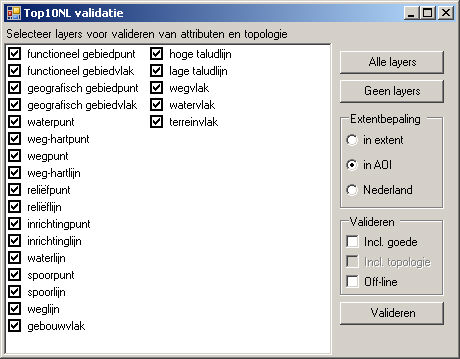 Top10NL validatie
Selecteer layers voor valideren van attributen en topologie
functioneel gebiedpunt
functioneel gebiedvlak
geografisch gebiedpunt
geografisch gebiedvlak
waterpunt
weg-hartpunt
wegpunt
weg-hartlijn
reliëfpunt
reliëflijn
inrichtingpunt
inrichtinglijn
waterlijn
spoorpunt
spoorlijn
weglijn
gebouwvlak
hoge taludlijn
lage taludlijn
wegvlak
watervlak
terreinvlak
Alle layers
Geen layers
Extentbepaling
in extent
in AOI
Nederland
Valideren
Incl. goede
Incl. topologie
Off-line
Valideren